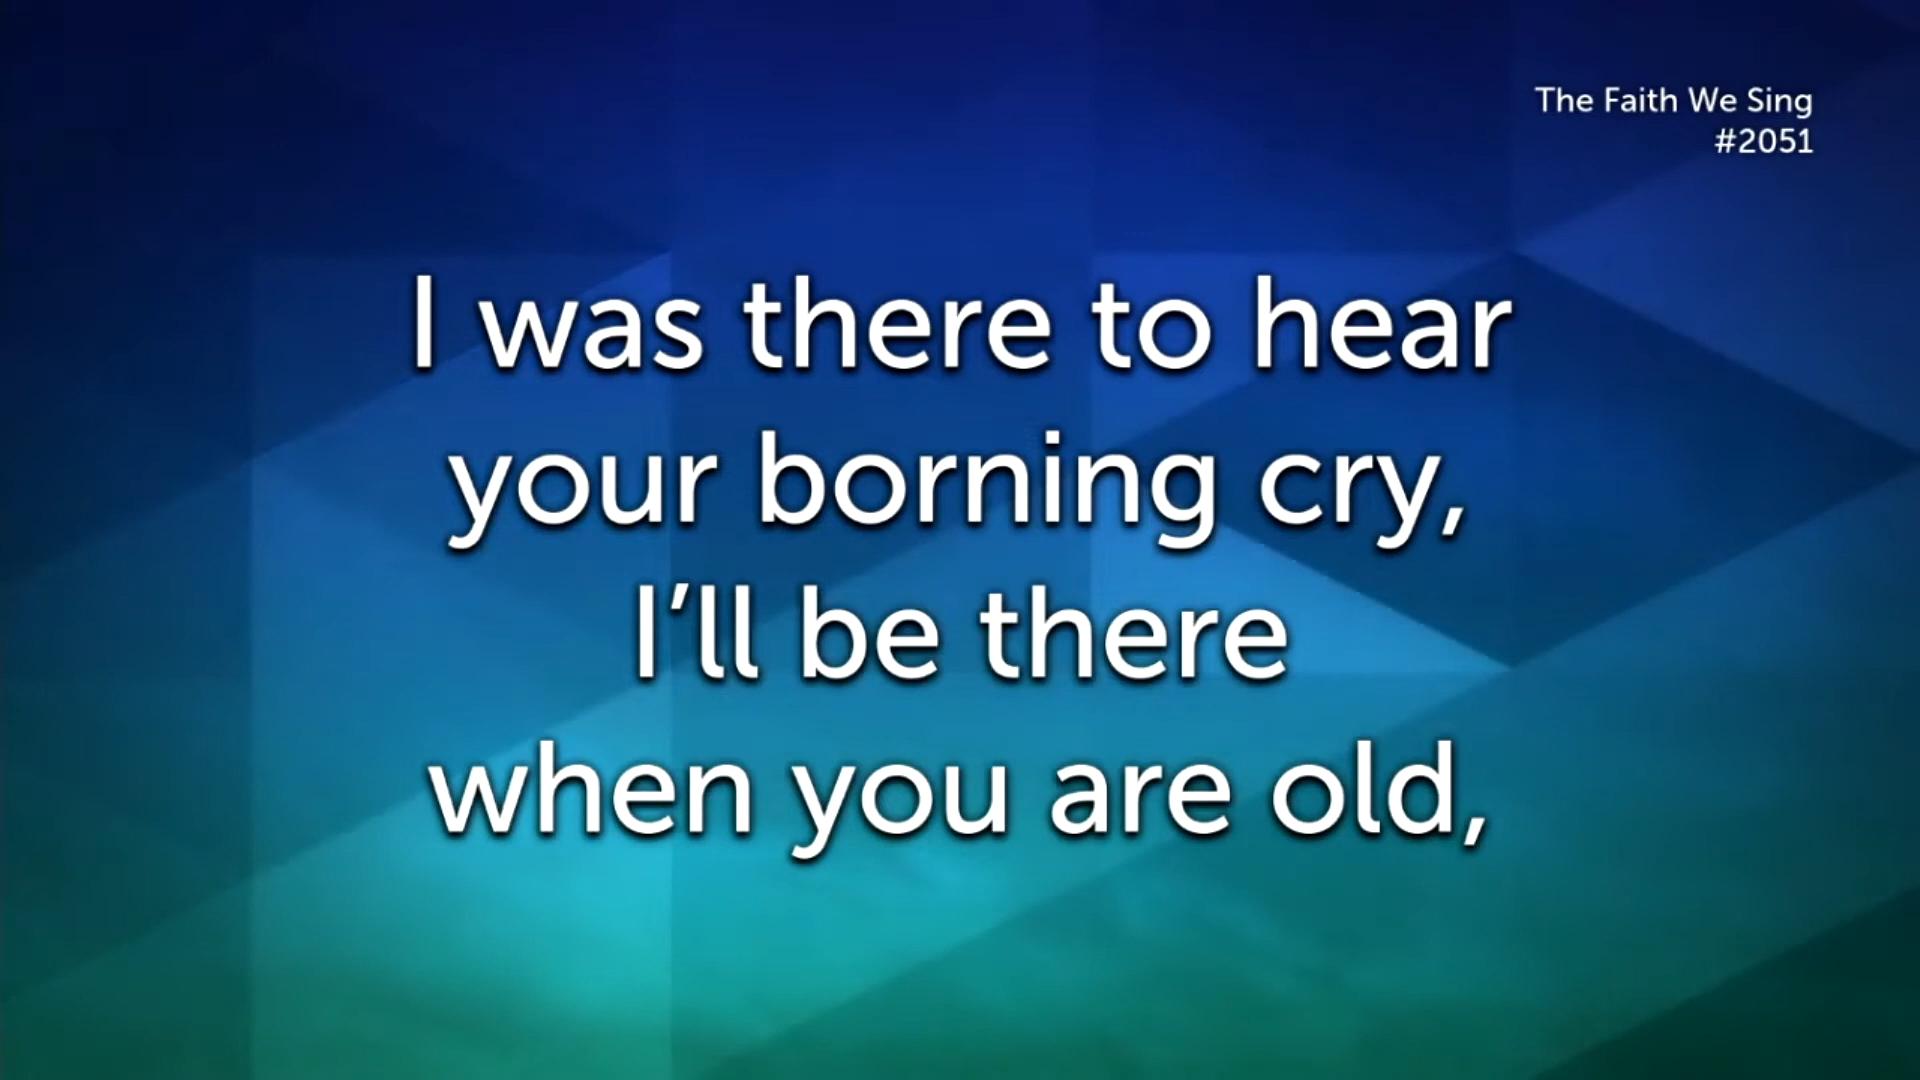 The Faith We Sing
#2051
I was there to hear
your borning cry,
I’ll be there
when you are old,